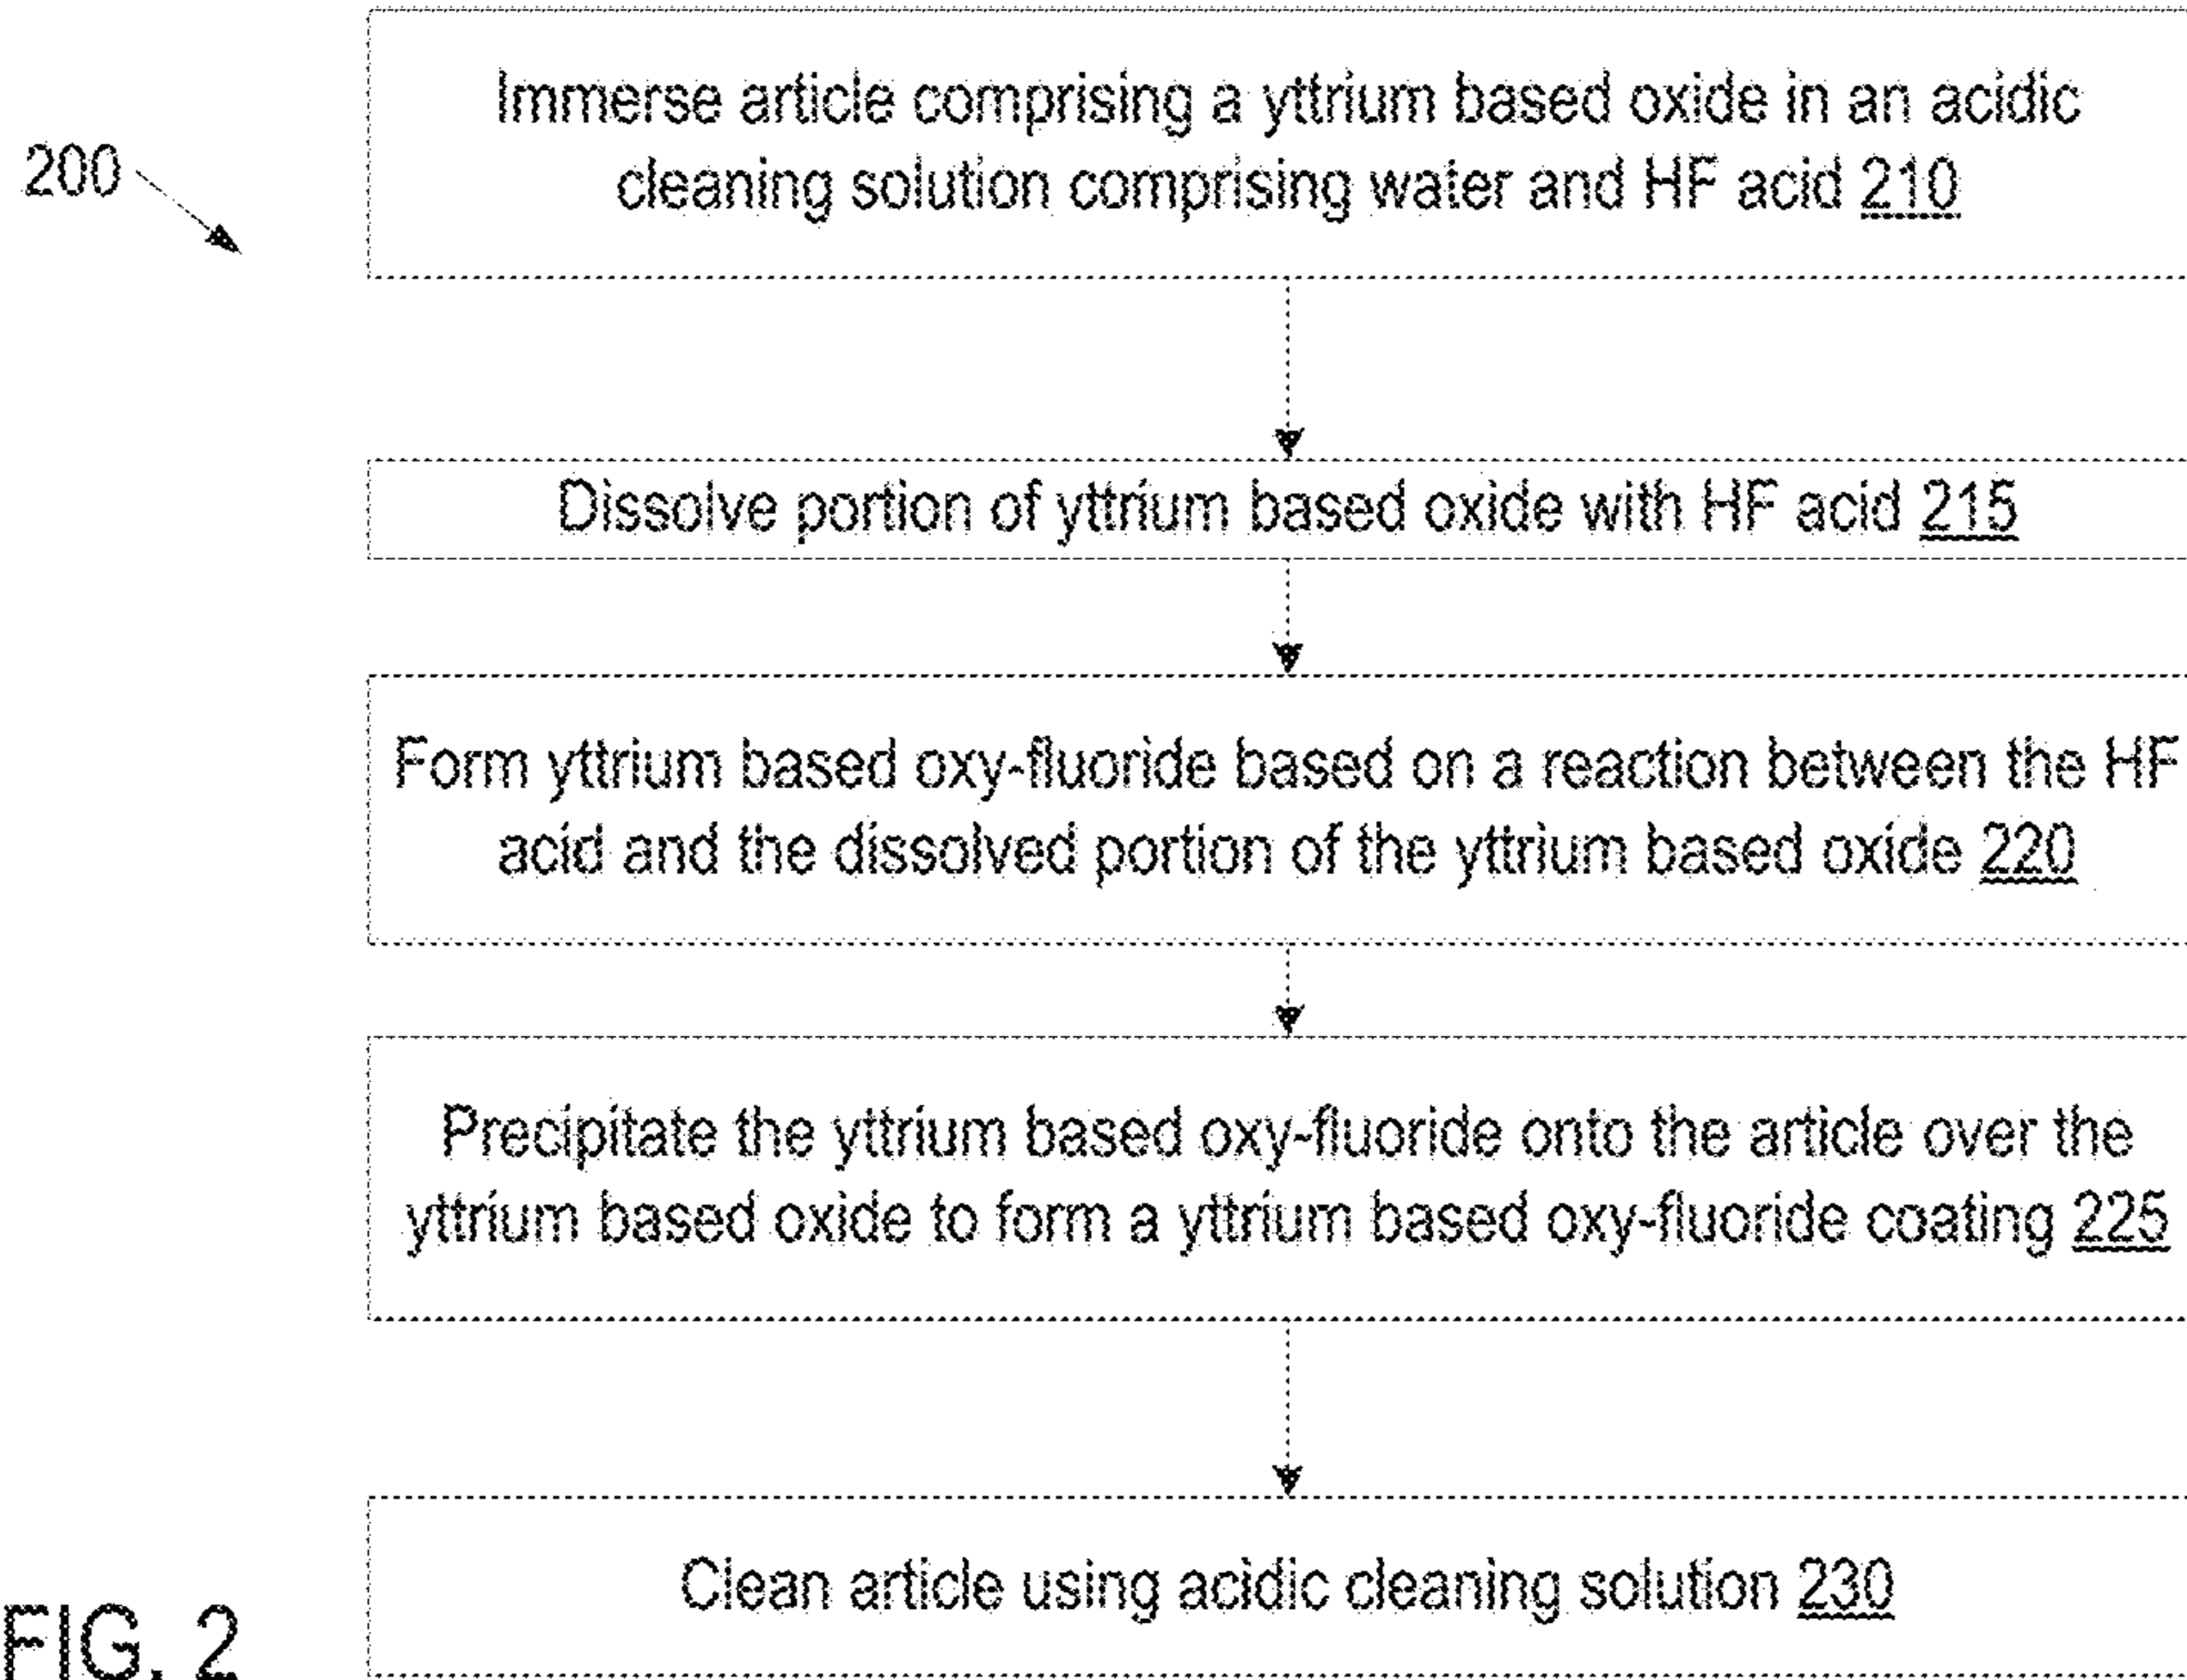 Immerse article comprising a yttrium based oxide in an acidic
cleaning solution comprising water and HF acid 210
200
Dissolve portion of yttrium based oxide with HF acid 215
Form yttrium based oxy-fluoride based on a reaction between the HF
acid and the dissolved portion of the yttrium based oxide 220
Precipitate the yttrium based oxy-fluoride onto the article over the
yttrium based oxide to form a yttrium based oxy-fluoride coating 225
Clean article using acidic cleaning solution 230
FIG. 2